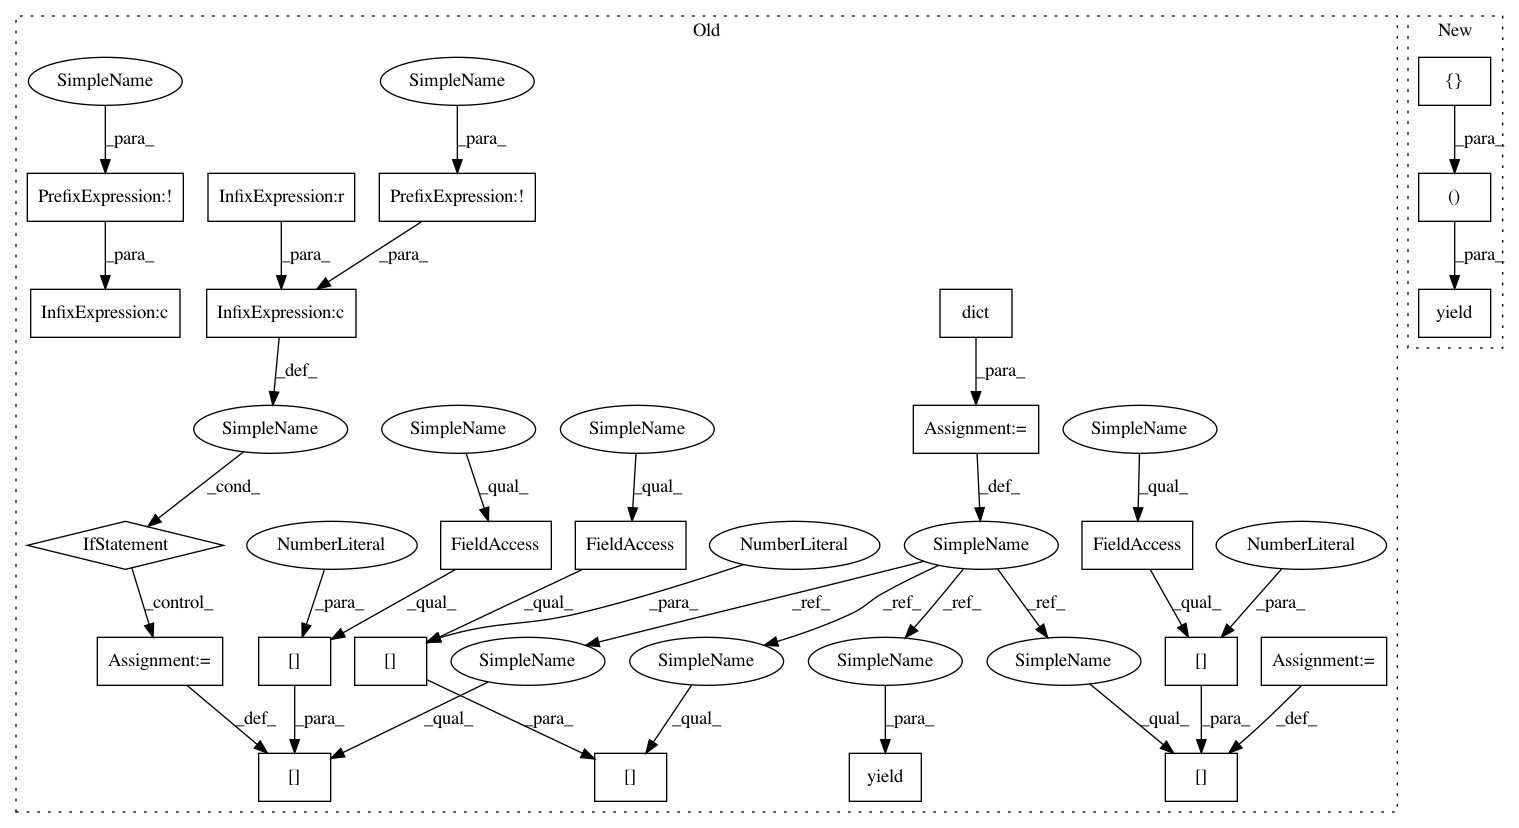 Old
New
SimpleName
SimpleName
{}
_para_
_para_
_para_
PrefixExpression:!
InfixExpression:r
PrefixExpression:!
()
_para_
_para_
_para_
_para_
InfixExpression:c
InfixExpression:c
dict
yield
_def_
_para_
SimpleName
SimpleName
SimpleName
Assignment:=
SimpleName
_cond_
_qual_
_qual_
_def_
_qual_
IfStatement
NumberLiteral
FieldAccess
FieldAccess
NumberLiteral
SimpleName
FieldAccess
NumberLiteral
_control_
_para_
_qual_
_qual_
_para_
_ref_
_ref_
_ref_
_ref_
_qual_
_para_
Assignment:=
[]
[]
SimpleName
SimpleName
SimpleName
SimpleName
[]
Assignment:=
_def_
_para_
_qual_
_para_
_qual_
_para_
_qual_
_para_
_def_
[]
[]
yield
[]